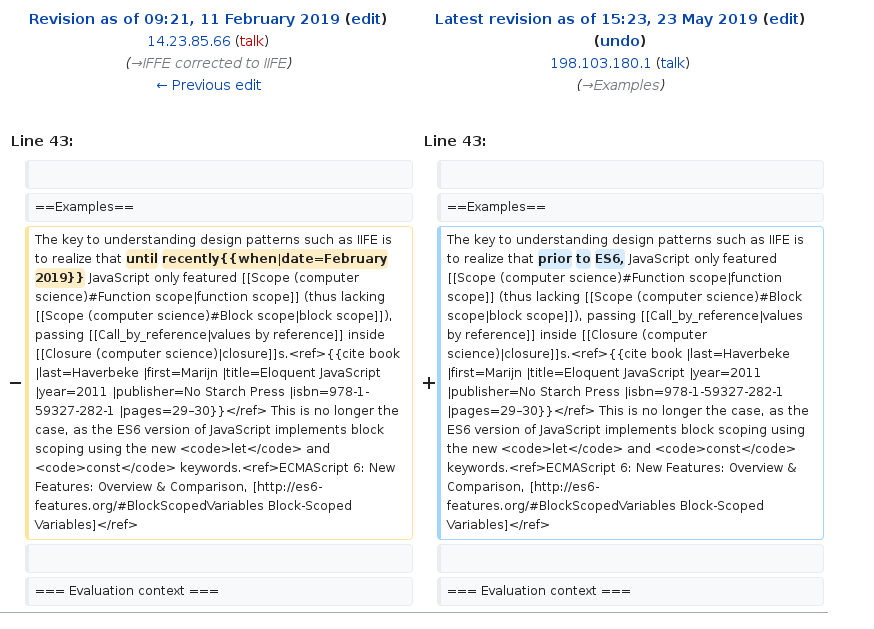 Revision as of 09:21, 11 February 2019 (edit)
14.23.85.66 (talk)
(→IFFE corrected to IIFE)
← Previous edit
Latest revision as of 15:23, 23 May 2019 (edit)
(undo)
198.103.180.1 (talk)
(→Examples)
Line 43:
==Examples==
The key to understanding design patterns such as IIFE is
to realize that until recently{{when|date=February
2019}} JavaScript only featured [[Scope (computer
science)#Function scope|function scope]] (thus lacking
[[Scope (computer science)#Block scope|block scope]]),
passing [[Call_by_reference|values by reference]] inside
[[Closure (computer science)|closure]]s.<ref>{{cite book
|last=Haverbeke |first=Marijn |title=Eloquent JavaScript
|year=2011 |publisher=No Starch Press |isbn=978-1-
59327-282-1 |pages=29–30}}</ref> This is no longer the
case, as the ES6 version of JavaScript implements block
scoping using the new <code>let</code> and
<code>const</code> keywords.<ref>ECMAScript 6: New
Features: Overview & Comparison, [http://es6-
features.org/#BlockScopedVariables Block-Scoped
Variables]</ref>
=== Evaluation context ===
Line 43:
==Examples==
The key to understanding design patterns such as IIFE is
to realize that prior to ES6, JavaScript only featured
[[Scope (computer science)#Function scope|function
scope]] (thus lacking [[Scope (computer science)#Block
scope|block scope]]), passing [[Call_by_reference|values
by reference]] inside [[Closure (computer
science)|closure]]s.<ref>{{cite book |last=Haverbeke
|first=Marijn |title=Eloquent JavaScript |year=2011
|publisher=No Starch Press |isbn=978-1-59327-282-1
|pages=29–30}}</ref> This is no longer the case, as the
ES6 version of JavaScript implements block scoping using
the new <code>let</code> and <code>const</code>
keywords.<ref>ECMAScript 6: New Features: Overview &
Comparison, [http://es6-
features.org/#BlockScopedVariables Block-Scoped
Variables]</ref>
=== Evaluation context ===